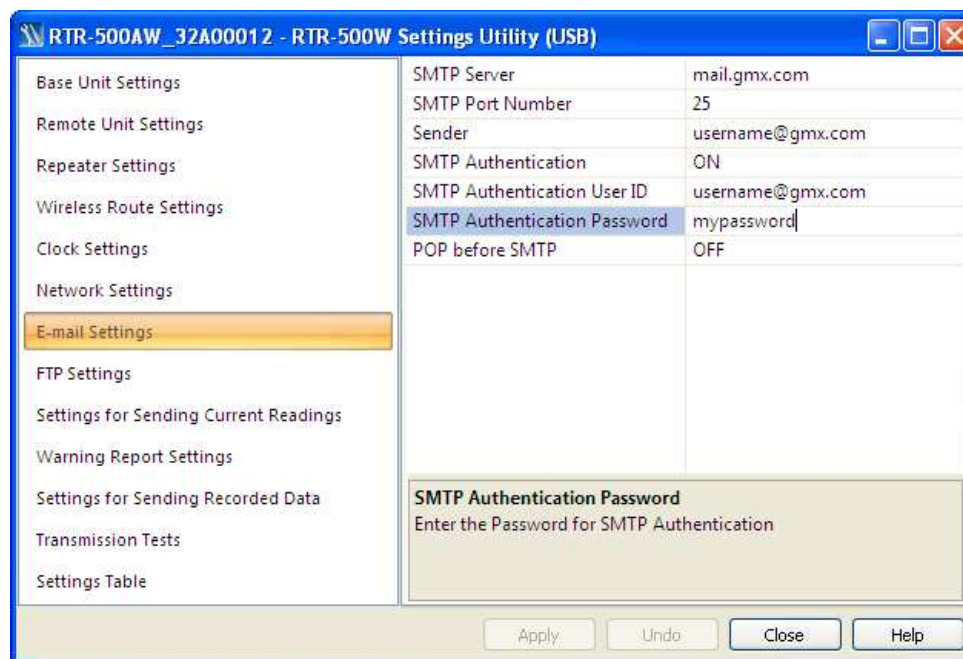 RTR-500AW_32A00012 - RTR-500W Settings Utility (USB)
Base Unit Settings
Remote Unit Settings
Repeater Settings
Wireless Route Settings
Clock Settings
Network Settings
E-mail Settings
FTP Settings
Settings for Sending Current Readings
Warning Report Settings
Settings for Sending Recorded Data
Transmission Tests
Settings Table
SMTP Server mail.gmx.com
SMTP Port Number 25
Sender username@gmx.com
SMTP Authentication ON
SMTP Authentication User ID username@gmx.com
SMTP Authentication Password mypassword
POP before SMTP OFF
SMTP Authentication Password
Enter the Password for SMTP Authentication
Apply Undo Close Help